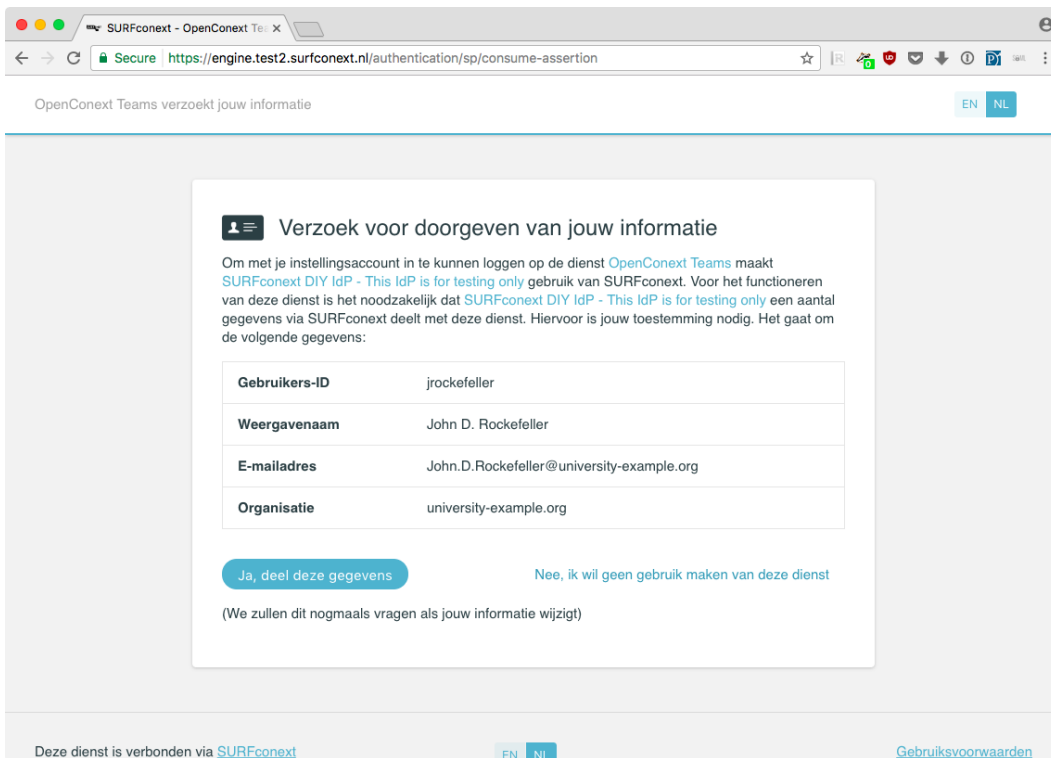 SURFconext - OpenConext Tea
Secure https://engine.test2.surfconext.nl/authentication/sp/consume-assertion
OpenConext Teams verzoekt jouw informatie
EN NL
Verzoek voor doorgeven van jouw informatie
Om met je instellingsaccount in te kunnen loggen op de dienst OpenConext Teams maakt
SURFconext DIY IdP - This IdP is for testing only gebruik van SURFconext. Voor het functioneren
van deze dienst is het noodzakelijk dat SURFconext DIY IdP - This IdP is for testing only een aantal
gegevens via SURFconext deelt met deze dienst. Hiervoor is jouw toestemming nodig. Het gaat om
de volgende gegevens:
Gebruikers-ID jrockefeller
Weergavenaam John D. Rockefeller
E-mailadres John.D.Rockefeller@university-example.org
Organisatie university-example.org
Ja, deel deze gegevens Nee, ik wil geen gebruik maken van deze dienst
(We zullen dit nogmaals vragen als jouw informatie wijzigt)
Deze dienst is verbonden via SURFconext EN NL Gebruiksvoorwaarden